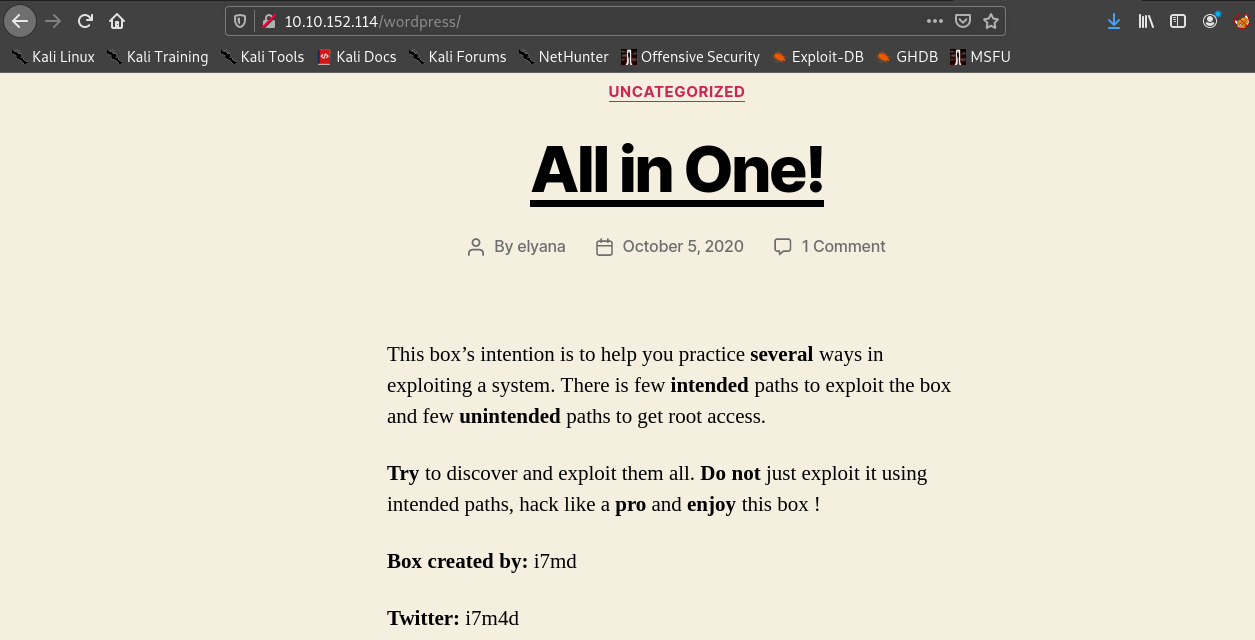 10.10.152.114/wordpress/
Kali Linux Kali Training Kali Tools Kali Docs Kali Forums NetHunter Offensive Security Exploit-DB GHDB MSFU
UNCATEGORIZED
All in One!
By elyana October 5, 2020 1 Comment
This box’s intention is to help you practice several ways in
exploiting a system. There is few intended paths to exploit the box
and few unintended paths to get root access.
Try to discover and exploit them all. Do not just exploit it using
intended paths, hack like a pro and enjoy this box !
Box created by: i7md
Twitter: i7m4d